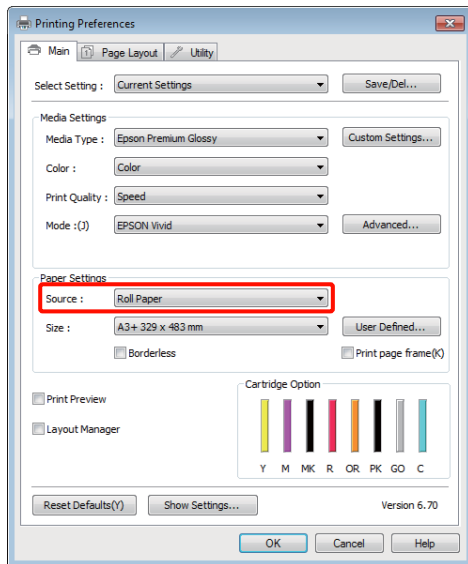 Printing Preferences
Main Page Layout Utility
Select Setting : Current Settings Save/Del...
Media Settings
Media Type : Epson Premium Glossy Custom Settings...
Color : Color
Print Quality : Speed
Mode :(J) EPSON Vivid Advanced...
Paper Settings
Source : Roll Paper
Size : A3+ 329 x 483 mm User Defined...
Borderless Print page frame(K)
Cartridge Option
Print Preview
Layout Manager
Y M MK R OR PK GO C
Reset Defaults(Y) Show Settings... Version 6.70
OK Cancel Help